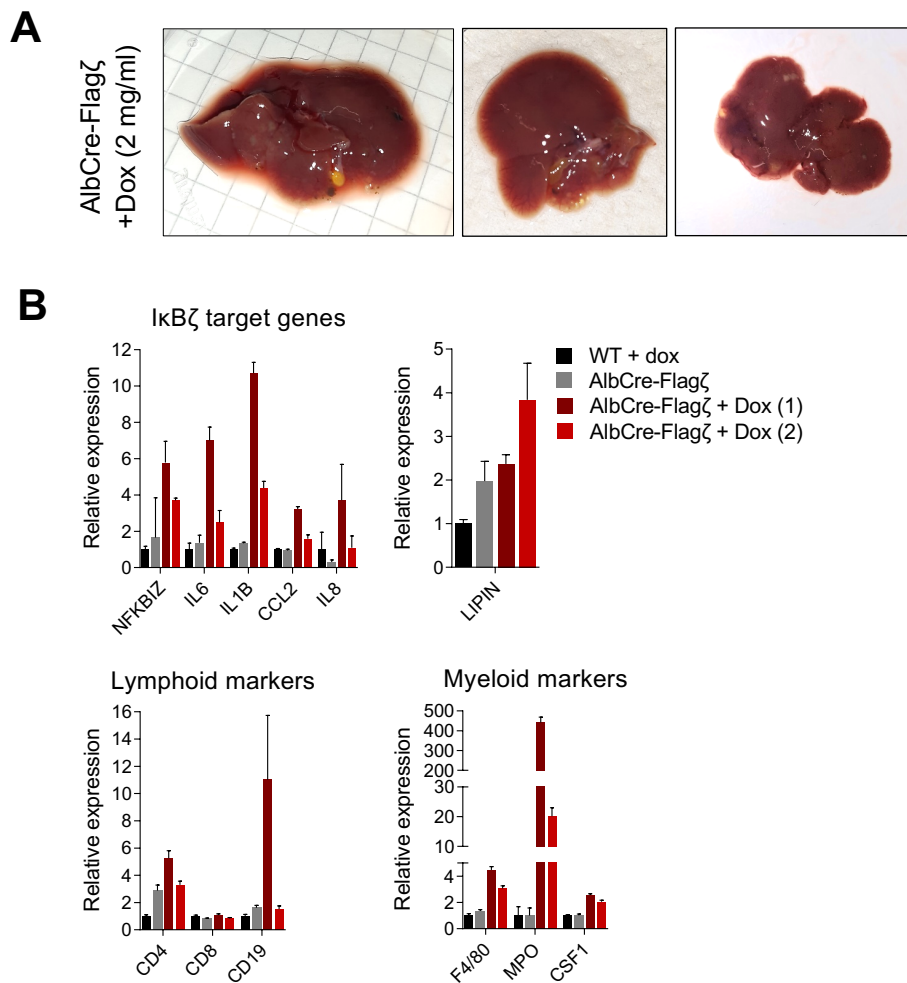 A
AlbCre-Flagζ
+Dox (2 mg/ml)
B
IκBζ target genes
Relative expression
12
10
8
6
4
2
0
NFKBIZ
IL6
IL1B
CCL2
IL8
Relative expression
5
4
3
2
1
0
LIPIN
WT + dox
AlbCre-Flagζ
AlbCre-Flagζ + Dox (1)
AlbCre-Flagζ + Dox (2)
Lymphoid markers
Relative expression
16
14
12
10
8
6
4
2
0
CD4
CD8
CD19
Myeloid markers
Relative expression
500
400
300
200
30
20
10
4
2
0
F4/80
MPO
CSF1